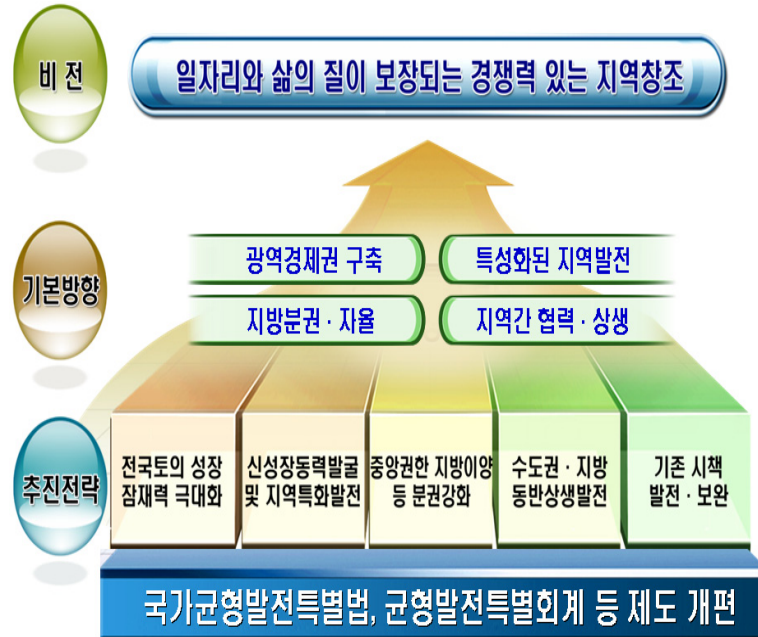 비 전
일자리와 삶의 질이 보장되는 경쟁력 있는 지역창조
기본방향
광역경제권 구축
특성화된 지역발전
지방분권 · 자율
지역간 협력 · 상생
추진전략
전국토의 성장
잠재력 극대화
신성장동력발굴
및 지역특화발전
중앙권한 지방이양
등 분권강화
수도권 · 지방
동반상생발전
기존 시책
발전 · 보완
국가균형발전특별법, 균형발전특별회계 등 제도 개편